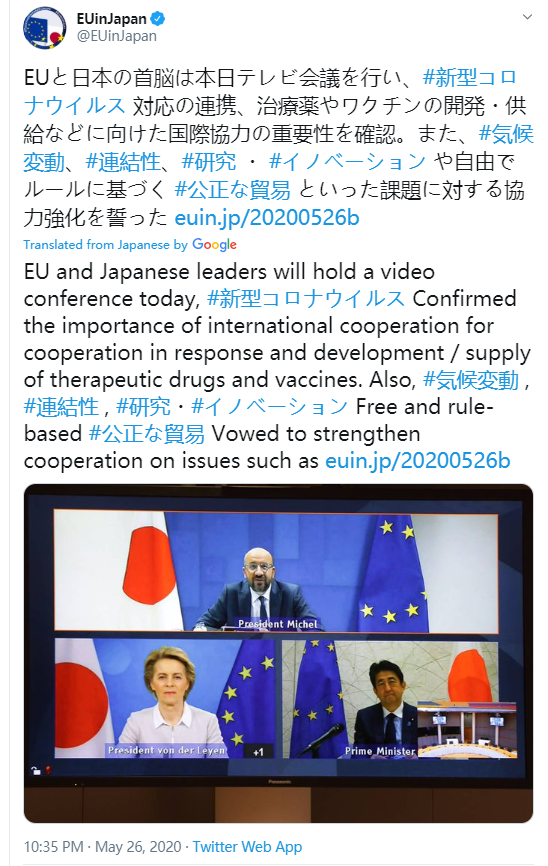 EUinJapan
@EUinJapan
EUと日本の首脳は本日テレビ会議を行い、#新型コロ
ナウイルス 対応の連携、治療薬やワクチンの開発・供
給などに向けた国際協力の重要性を確認。また、#気候
変動、#連結性、#研究 ・ #イノベーション や自由で
ルールに基づく #公正な貿易 といった課題に対する協
力強化を誓った euin.jp/20200526b
Translated from Japanese by Google
EU and Japanese leaders will hold a video
conference today, #新型コロナウイルス Confirmed
the importance of international cooperation for
cooperation in response and development / supply
of therapeutic drugs and vaccines. Also, #気候変動 ,
#連結性 , #研究・#イノベーション Free and rule-
based #公正な貿易 Vowed to strengthen
cooperation on issues such as euin.jp/20200526b
President Michel
President von der Leyen
+1
Prime_Minister
Panasonic
10:35 PM · May 26, 2020 · Twitter Web App